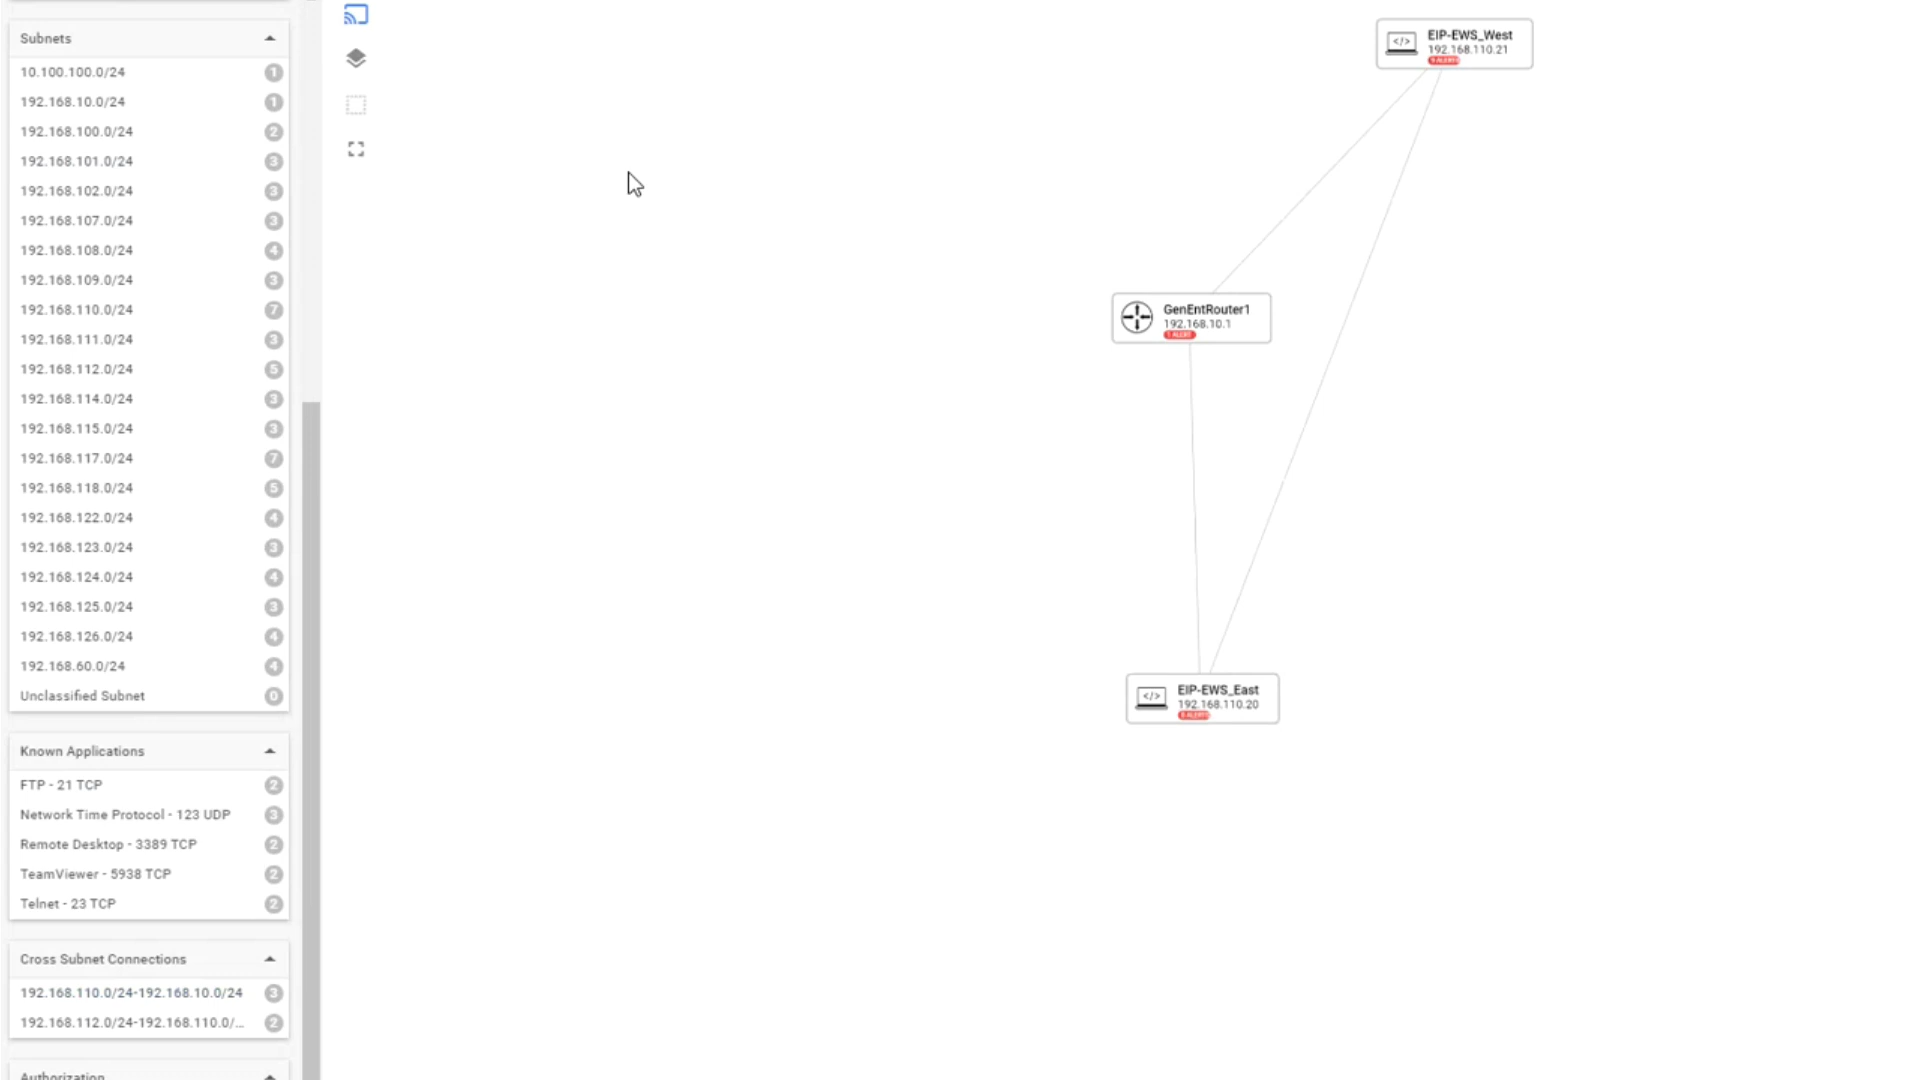 Subnets
10.100.100.0/24 1
192.168.10.0/24 1
192.168.100.0/24 2
192.168.101.0/24 3
192.168.102.0/24 3
192.168.107.0/24 3
192.168.108.0/24 4
192.168.109.0/24 3
192.168.110.0/24 7
192.168.111.0/24 3
192.168.112.0/24 5
192.168.114.0/24 3
192.168.115.0/24 3
192.168.117.0/24 7
192.168.118.0/24 5
192.168.122.0/24 4
192.168.123.0/24 3
192.168.124.0/24 4
192.168.125.0/24 3
192.168.126.0/24 4
192.168.60.0/24 4
Unclassified Subnet 0
Known Applications
FTP - 21 TCP 2
Network Time Protocol - 123 UDP 3
Remote Desktop - 3389 TCP 2
TeamViewer - 5938 TCP 2
Telnet - 23 TCP 2
Cross Subnet Connections
192.168.110.0/24-192.168.10.0/24 3
192.168.112.0/24-192.168.110.0/... 2
Authorization
EIP-EWS_West
192.168.110.21
9 ALERTS
GenEntRouter1
192.168.10.1
1 ALERT
EIP-EWS_East
192.168.110.20
ALERTS